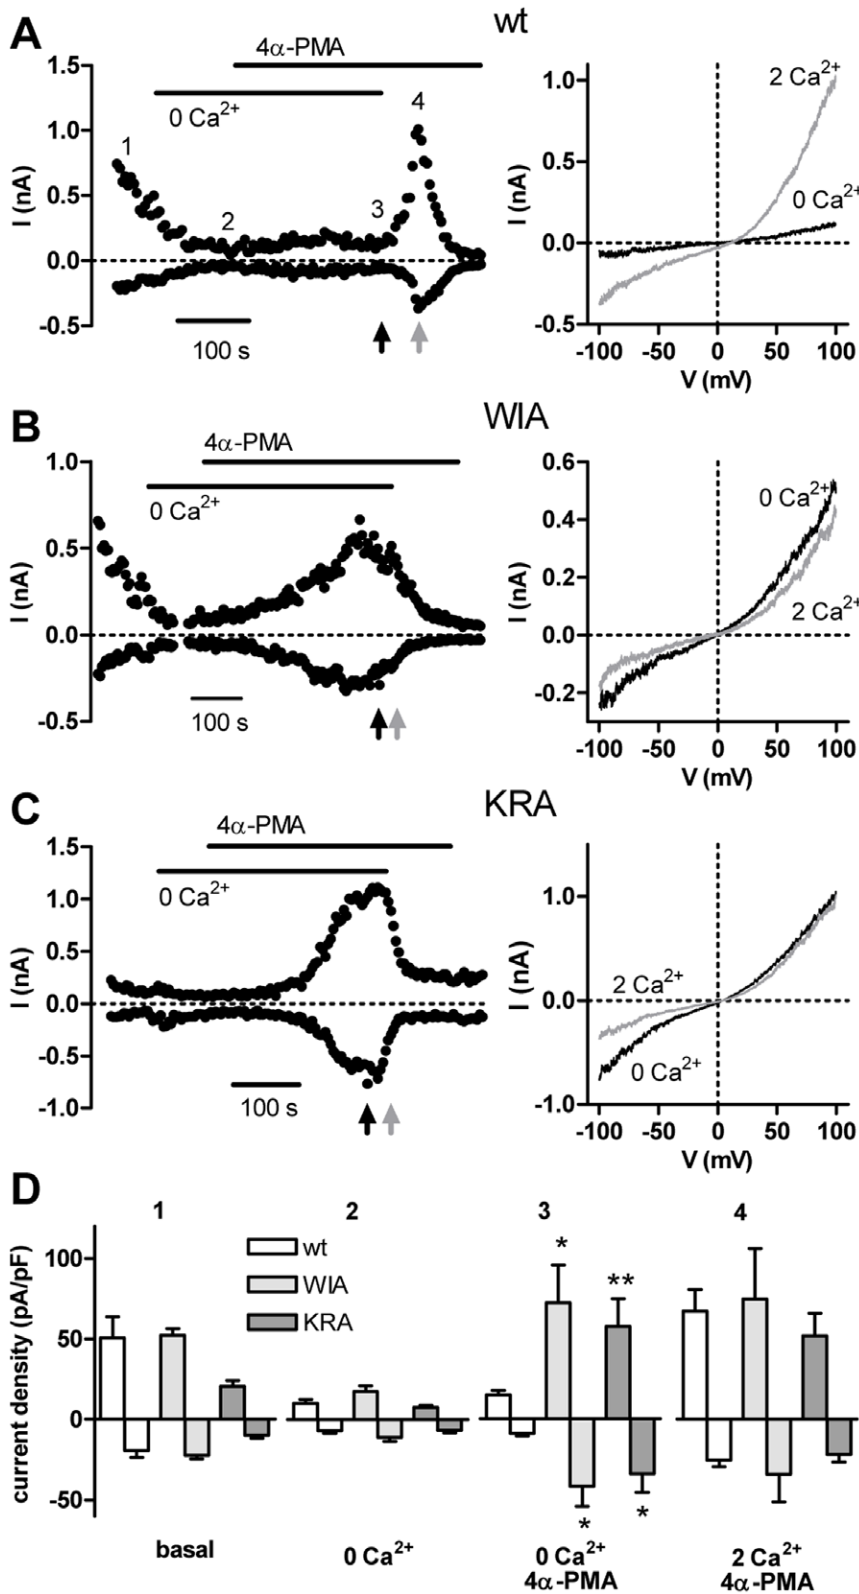 A
wt
4α-PMA
0 Ca²⁺
1
2
3
4
1.5
1.0
0.5
0.0
-0.5
I (nA)
100 s
2 Ca²⁺
0 Ca²⁺
1.0
0.5
0.0
-0.5
I (nA)
-100 -50 0 50 100
V (mV)
B
WIA
4α-PMA
0 Ca²⁺
1.0
0.5
0.0
-0.5
I (nA)
100 s
0 Ca²⁺
2 Ca²⁺
0.6
0.4
0.2
0.0
-0.2
I (nA)
-100 -50 0 50 100
V (mV)
C
KRA
4α-PMA
0 Ca²⁺
1.5
1.0
0.5
0.0
-0.5
-1.0
I (nA)
100 s
2 Ca²⁺
0 Ca²⁺
1.0
0.0
-1.0
I (nA)
-100 -50 0 50 100
V (mV)
D
1 2 3 4
wt
WIA
KRA
* **
* *
100
50
0
-50
current density (pA/pF)
basal
0 Ca²⁺
0 Ca²⁺
4α-PMA
2 Ca²⁺
4α-PMA